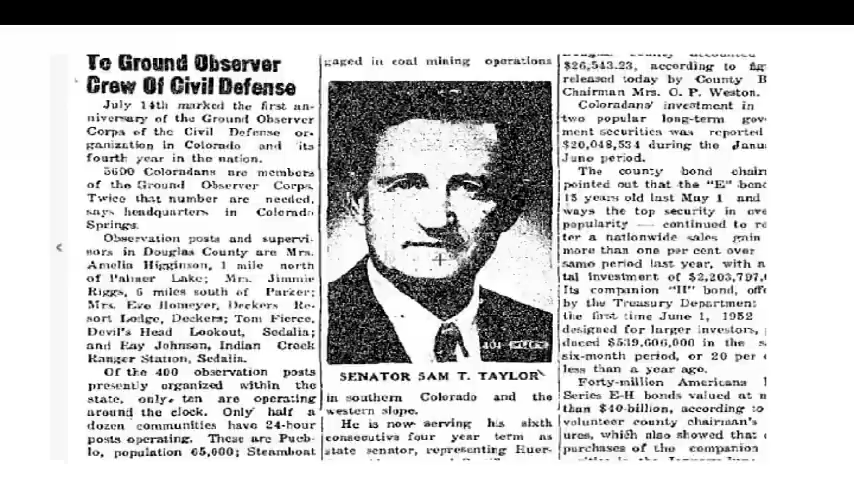 To Ground Observer
Crew Of Civil Defense
July 14th marked the first an-
niversary of the Ground Observer
Corps of the Civil Defense or-
ganization in Colorado and its
fourth year in the nation.
5600 Coloradans are members
of the Ground Observer Corps.
Twice that number are needed,
says headquarters in Colorado
Springs.
Observation posts and supervi-
sors in Douglas County are Mrs.
Amelia Higginson, 1 mile north
of Palmer Lake; Mrs. Jimmie
Riggs, 6 miles south of Parker;
Mrs. Eve Homeyer, Deckers Re-
sort Lodge, Deckers; Tom Pierce,
Devil's Head Lookout, Sedalia;
and Ray Johnson, Indian Creek
Ranger Station, Sedalia.
Of the 400 observation posts
presently organized within the
state, only ten are operating
around the clock. Only half a
dozen communities have 24-hour
posts operating. These are Pueb-
lo, population 65,000; Steamboat
gaged in coal mining operations
SENATOR SAM T. TAYLOR
in southern Colorado and the
western slope.
He is now serving his sixth
consecutive four year term as
state senator, representing Huer-
Douglas County accounted
$26,543.23, according to fig
released today by County B
Chairman Mrs. O. P. Weston.
Coloradans' investment in
two popular long-term gov
ment securities was reported
$20,048,534 during the Janu
June period.
The county bond chair
pointed out that the "E" bond
15 years old last May 1 and
ways the top security in ove
popularity — continued to re
ter a nationwide sales gain
more than one per cent over
same period last year, with a
tal investment of $2,203,797,
Its companion "H" bond, offe
by the Treasury Department
the first time June 1, 1952
designed for larger investors,
duced $539,606,000 in the s
six-month period, or 20 per
less than a year ago.
Forty-million Americans
Series E-H bonds valued at m
than $40-billion, according to
volunteer county chairman's
ures, which also showed that
purchases of the companion